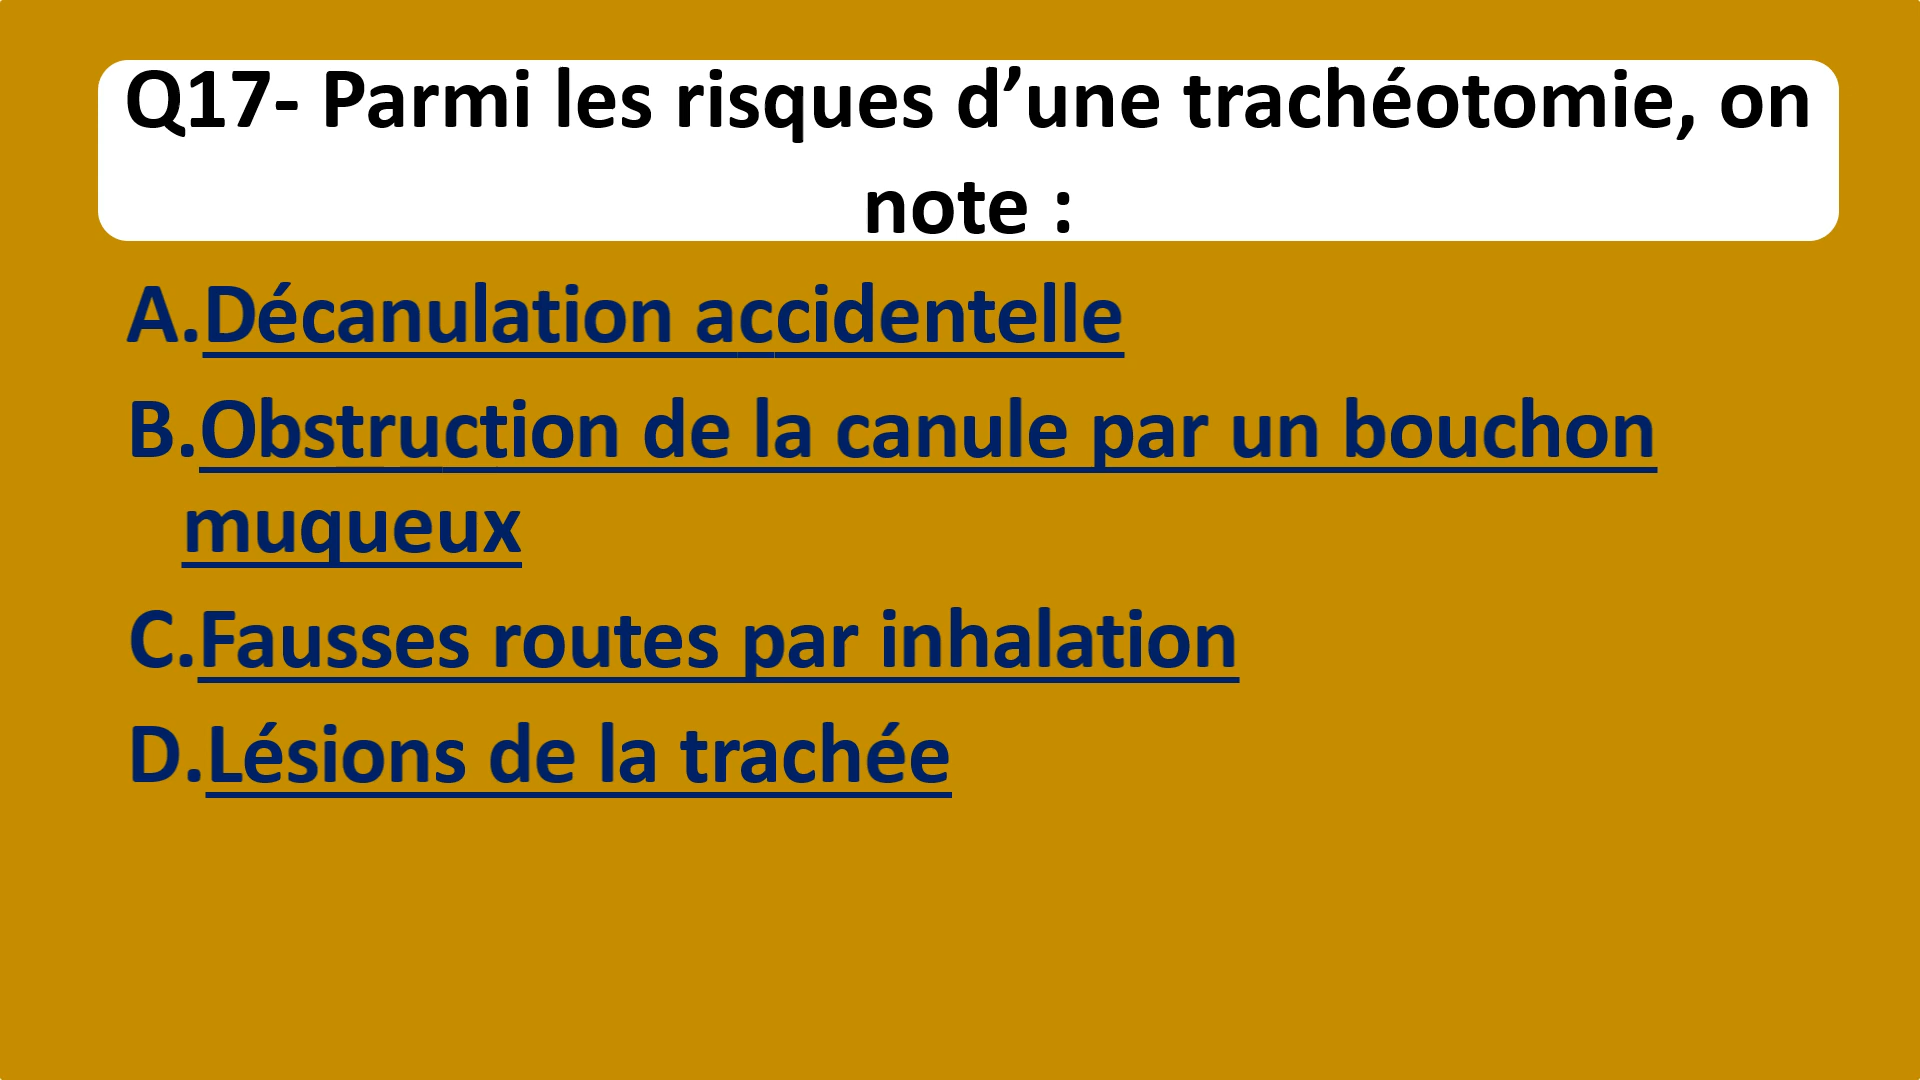 Q17- Parmi les risques d’une trachéotomie, on
note :
A.Décanulation accidentelle
B.Obstruction de la canule par un bouchon
muqueux
C.Fausses routes par inhalation
D.Lésions de la trachée